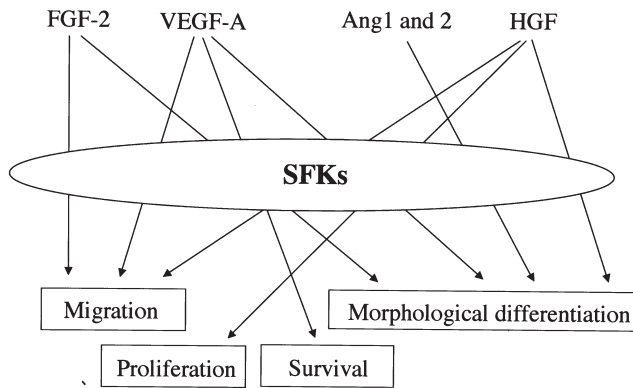 FGF-2 VEGF-A Ang1 and 2 HGF
SFKs
Migration Morphological differentiation
Proliferation Survival